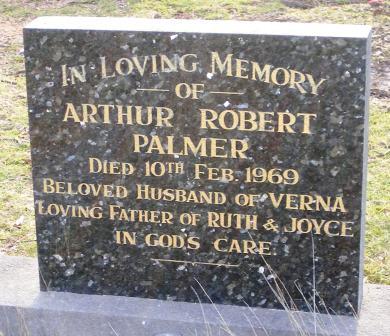 IN LOVING MEMORY
OF
ARTHUR ROBERT
PALMER
DIED 10TH FEB. 1969
BELOVED HUSBAND OF VERNA
LOVING FATHER OF RUTH & JOYCE
IN GOD'S CARE.